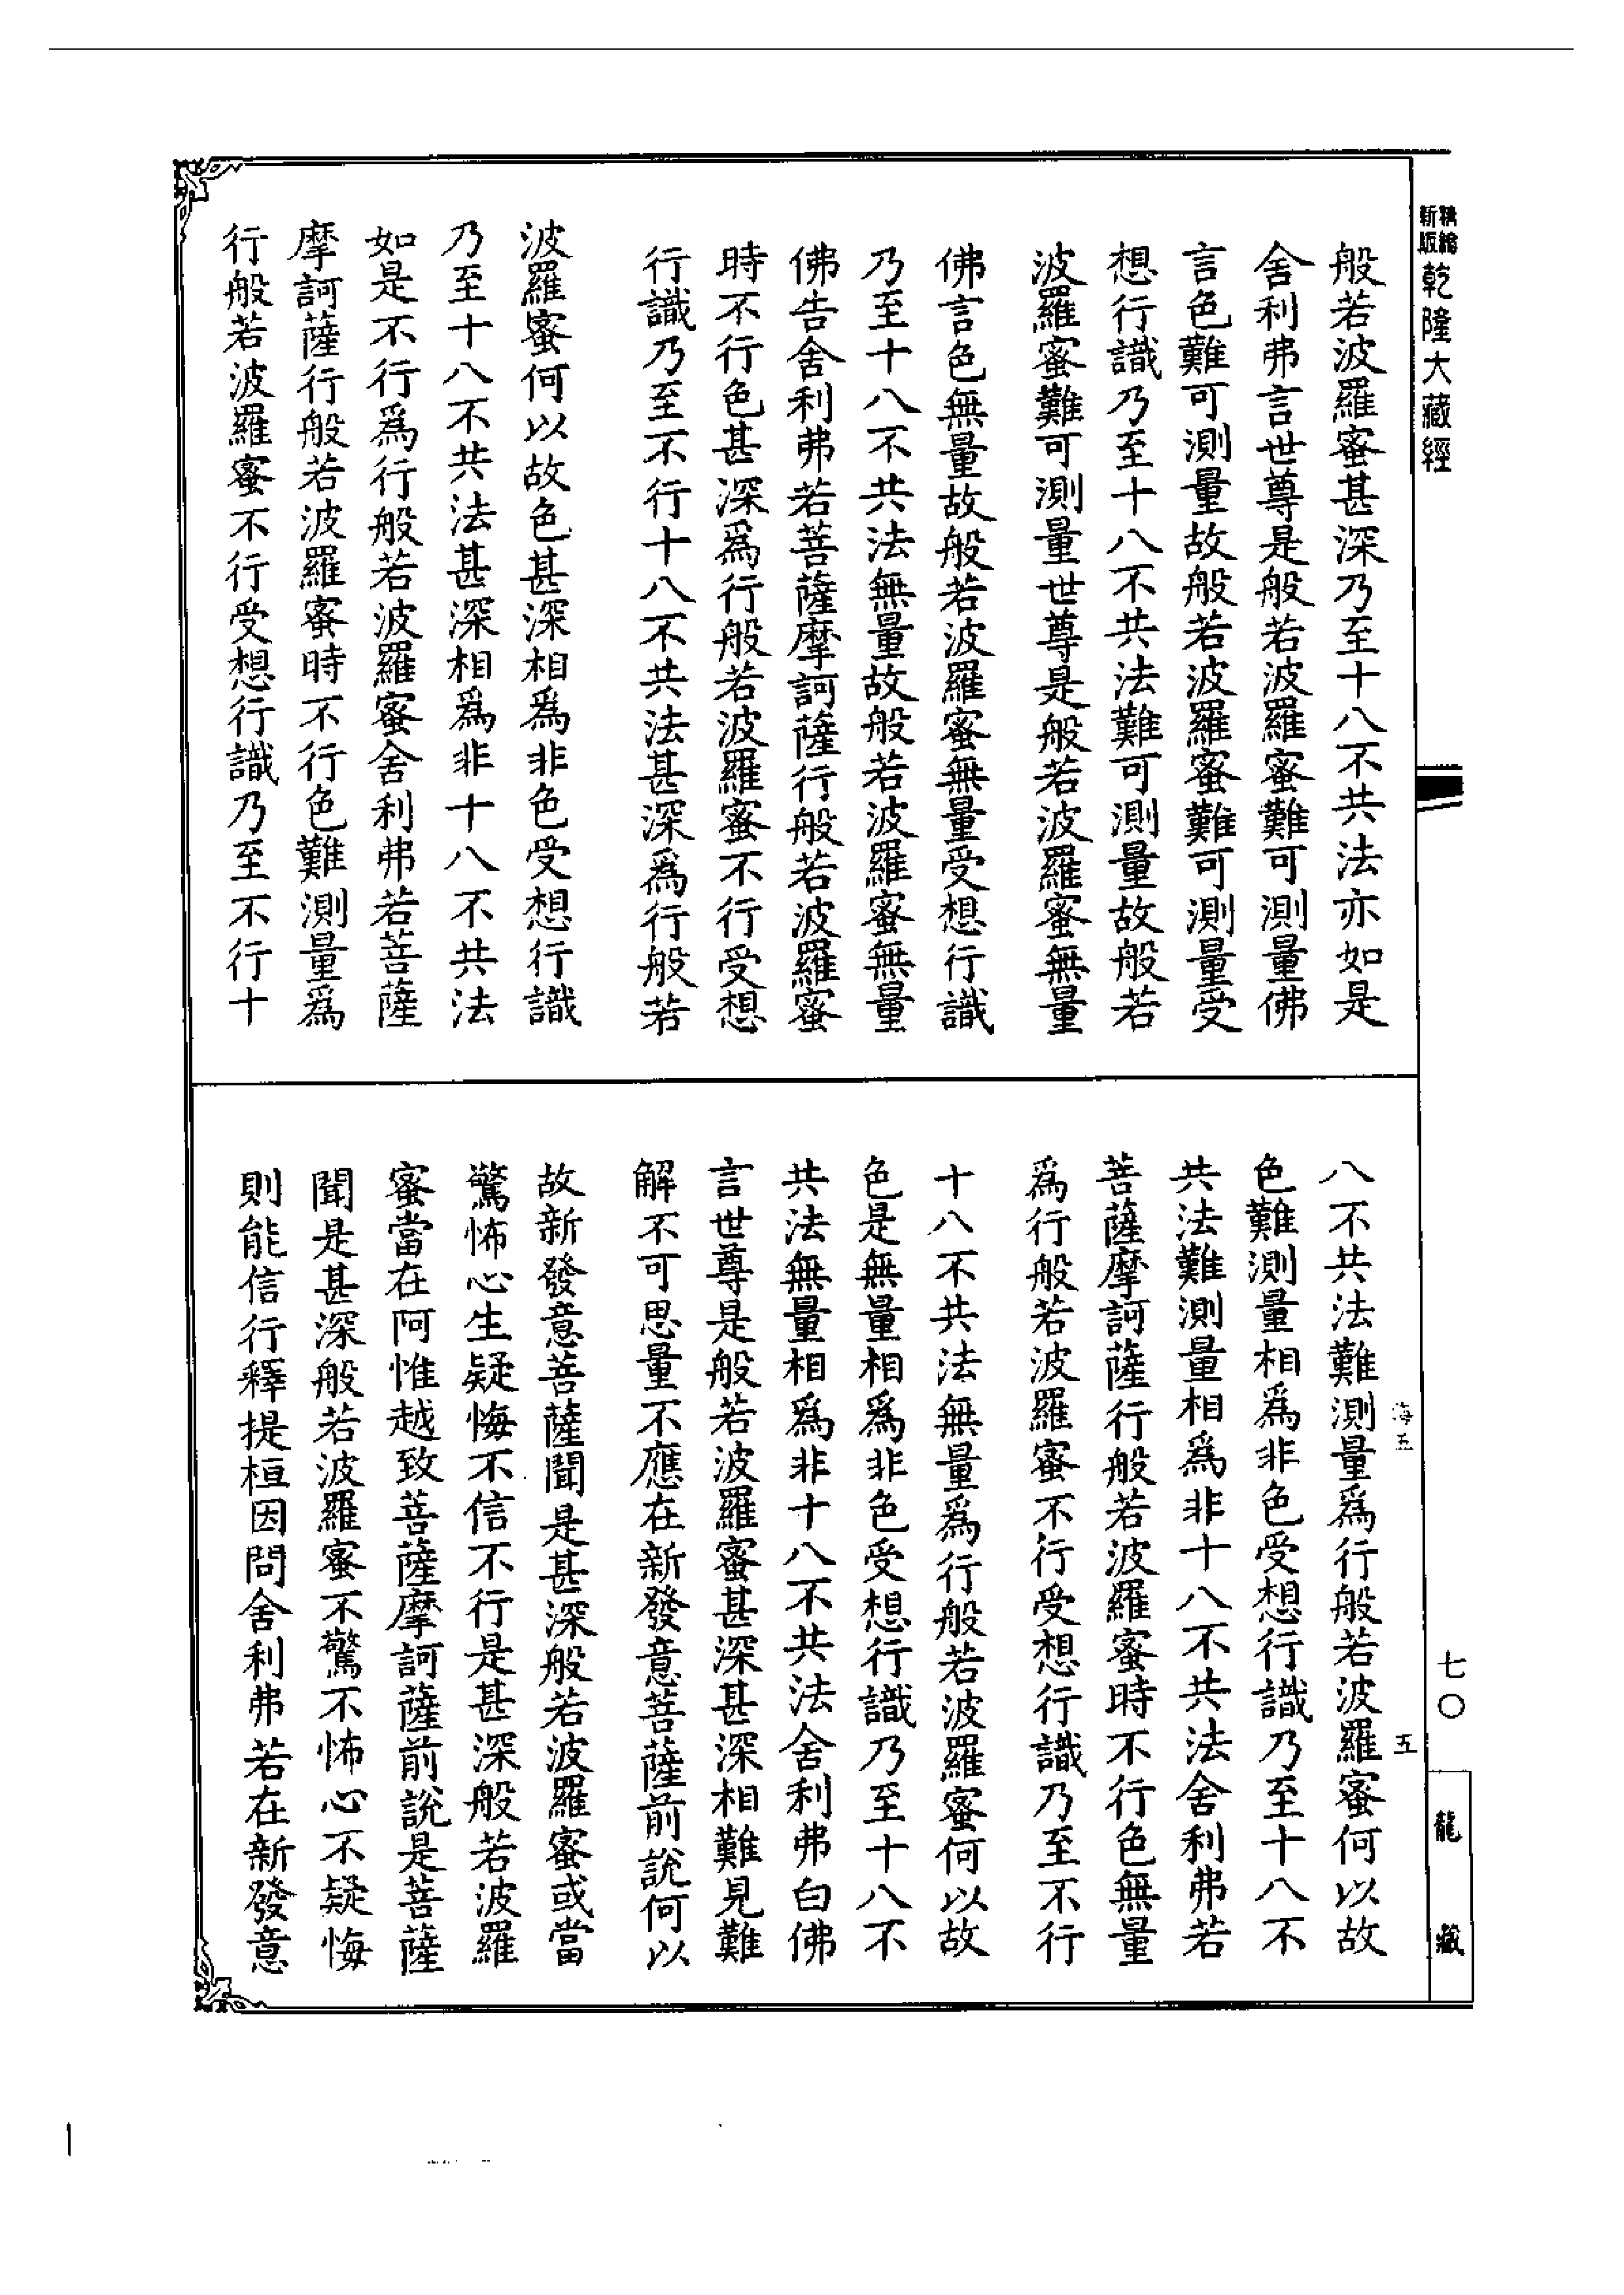 精縮
新版
乾隆大藏經
般若波羅蜜甚深乃至十八不共法亦如是
舍利弗言世尊是般若波羅蜜難可測量佛
言色難可測量故般若波羅蜜難可測量受
想行識乃至十八不共法難可測量故般若
波羅蜜難可測量世尊是般若波羅蜜無量
佛言色無量故般若波羅蜜無量受想行識
乃至十八不共法無量故般若波羅蜜無量
佛告舍利弗若菩薩摩訶薩行般若波羅蜜
時不行色甚深爲行般若波羅蜜不行受想
行識乃至不行十八不共法甚深爲行般若
波羅蜜何以故色甚深相爲非色受想行識
乃至十八不共法甚深相爲非十八不共法
如是不行爲行般若波羅蜜舍利弗若菩薩
摩訶薩行般若波羅蜜時不行色難測量爲
行般若波羅蜜不行受想行識乃至不行十
八不共法難測量爲行般若波羅蜜何以故
色難測量相爲非色受想行識乃至十八不
共法難測量相爲非十八不共法舍利弗若
菩薩摩訶薩行般若波羅蜜時不行色無量
爲行般若波羅蜜不行受想行識乃至不行
十八不共法無量爲行般若波羅蜜何以故
色是無量相爲非色受想行識乃至十八不
共法無量相爲非十八不共法舍利弗白佛
言世尊是般若波羅蜜甚深甚深相難見難
解不可思量不應在新發意菩薩前說何以
故新發意菩薩聞是甚深般若波羅蜜或當
驚怖心生疑悔不信不行是甚深般若波羅
蜜當在阿惟越致菩薩摩訶薩前說是菩薩
聞是甚深般若波羅蜜不驚不怖心不疑悔
則能信行釋提桓因問舍利弗若在新發意
海五
五
七〇
龍藏